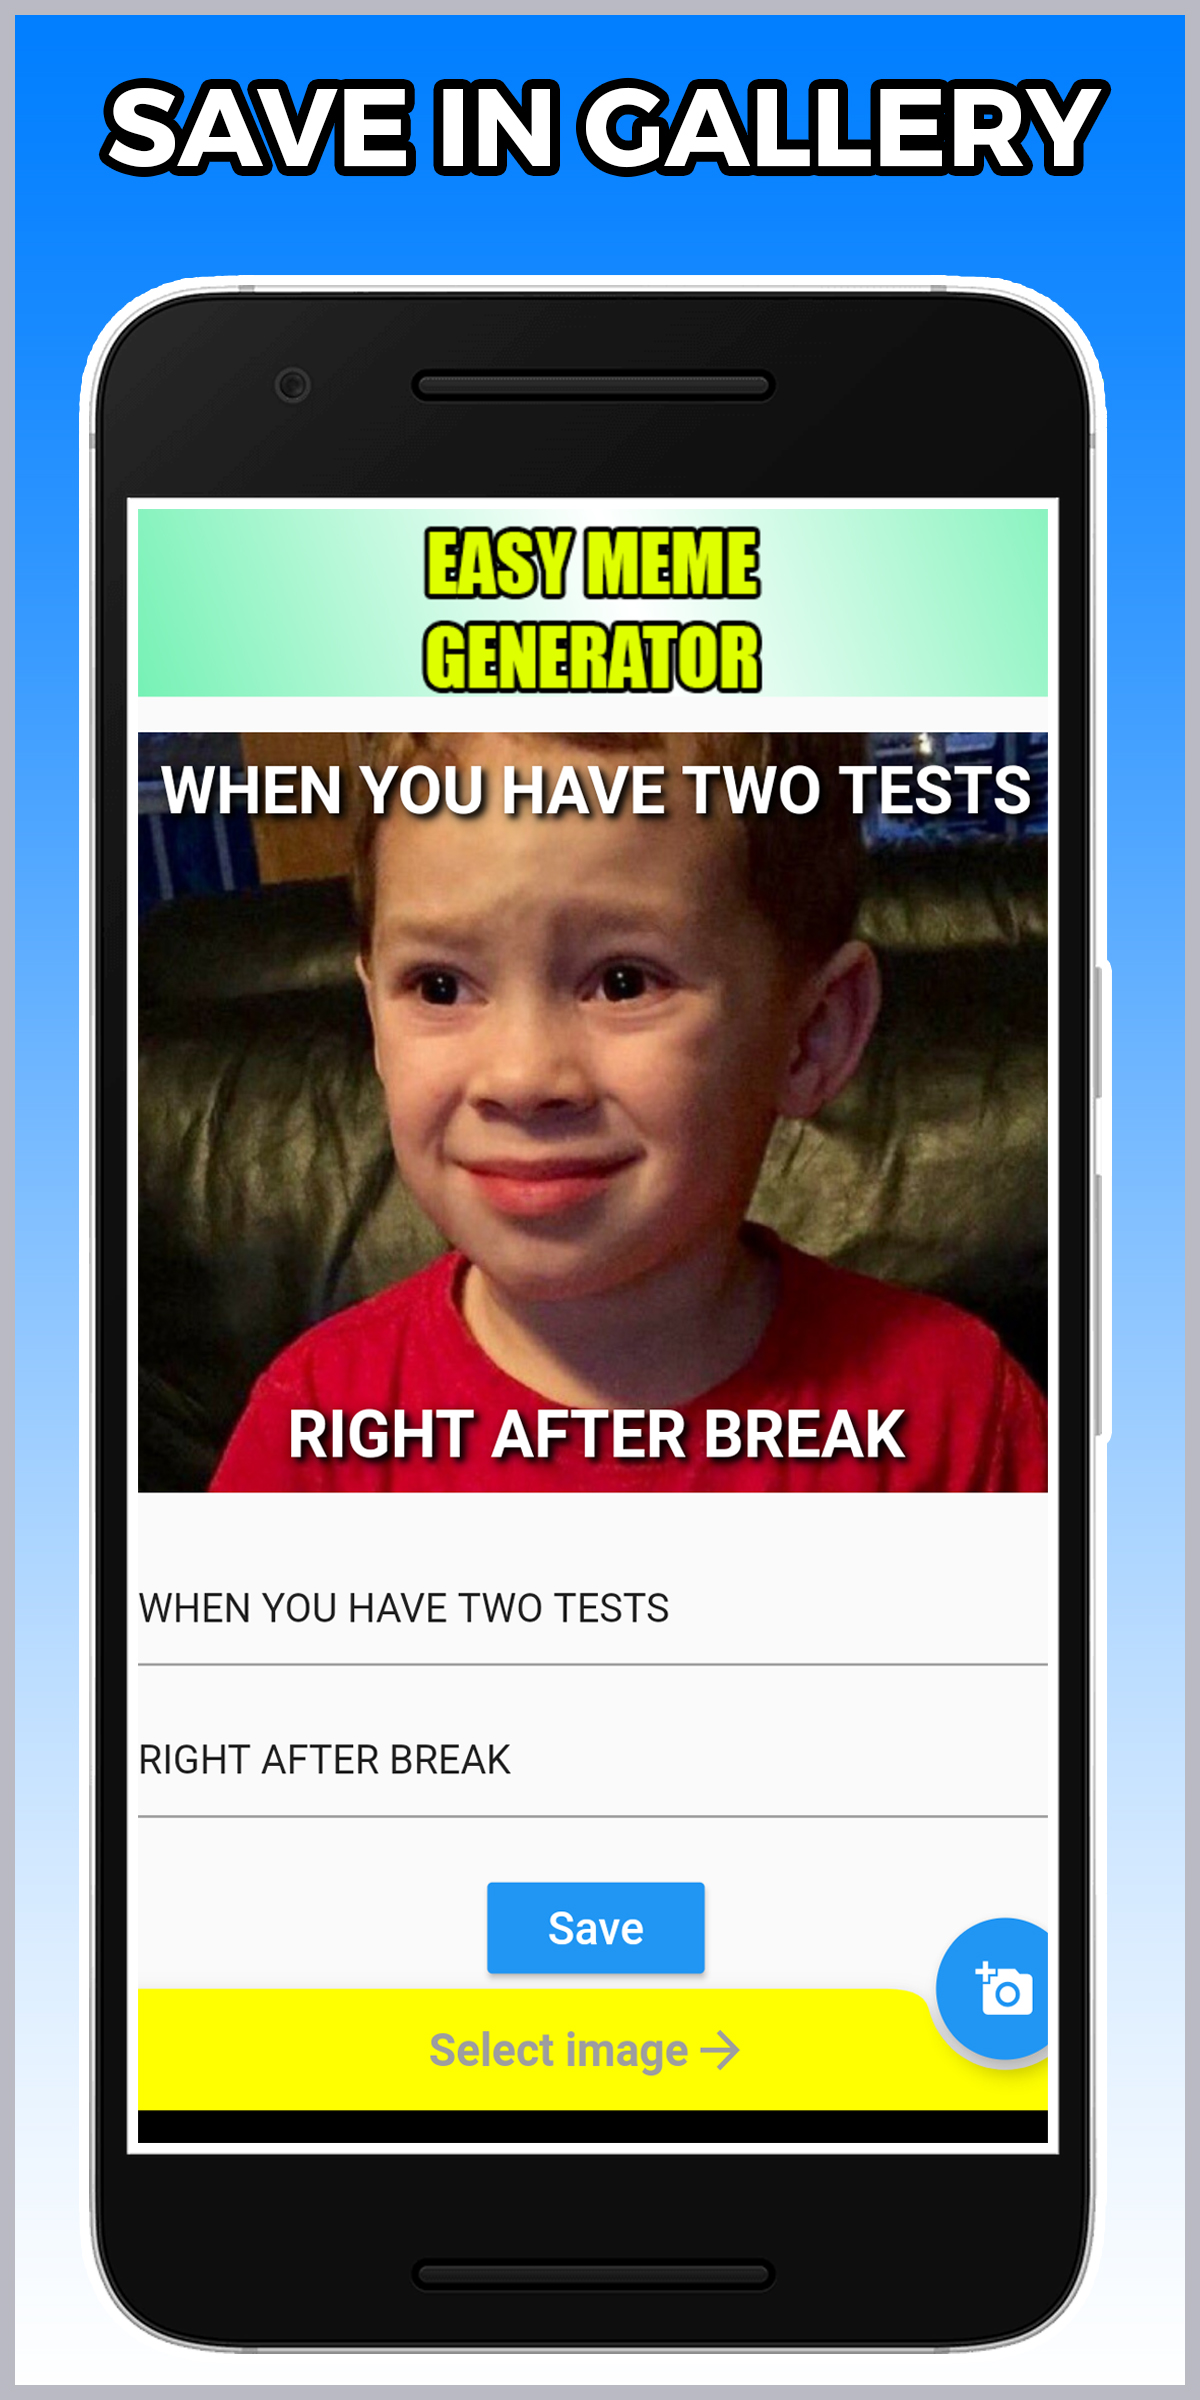 SAVE IN GALLERY
EASY MEME
GENERATOR
WHEN YOU HAVE TWO TESTS
RIGHT AFTER BREAK
WHEN YOU HAVE TWO TESTS
RIGHT AFTER BREAK
Save
Select image